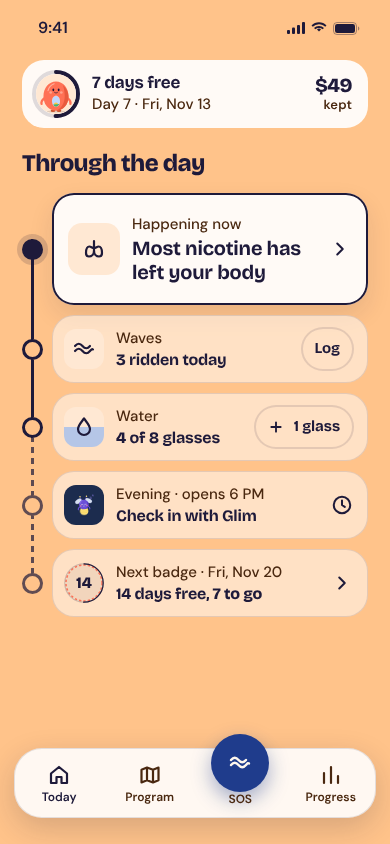 9:41
7 days free
Day 7 · Fri, Nov 13
$49
kept
Through the day
Happening now
Most nicotine has
left your body
Waves
3 ridden today
Log
Water
4 of 8 glasses
+ 1 glass
Evening · opens 6 PM
Check in with Glim
14
Next badge · Fri, Nov 20
14 days free, 7 to go
Today
Program
SOS
Progress